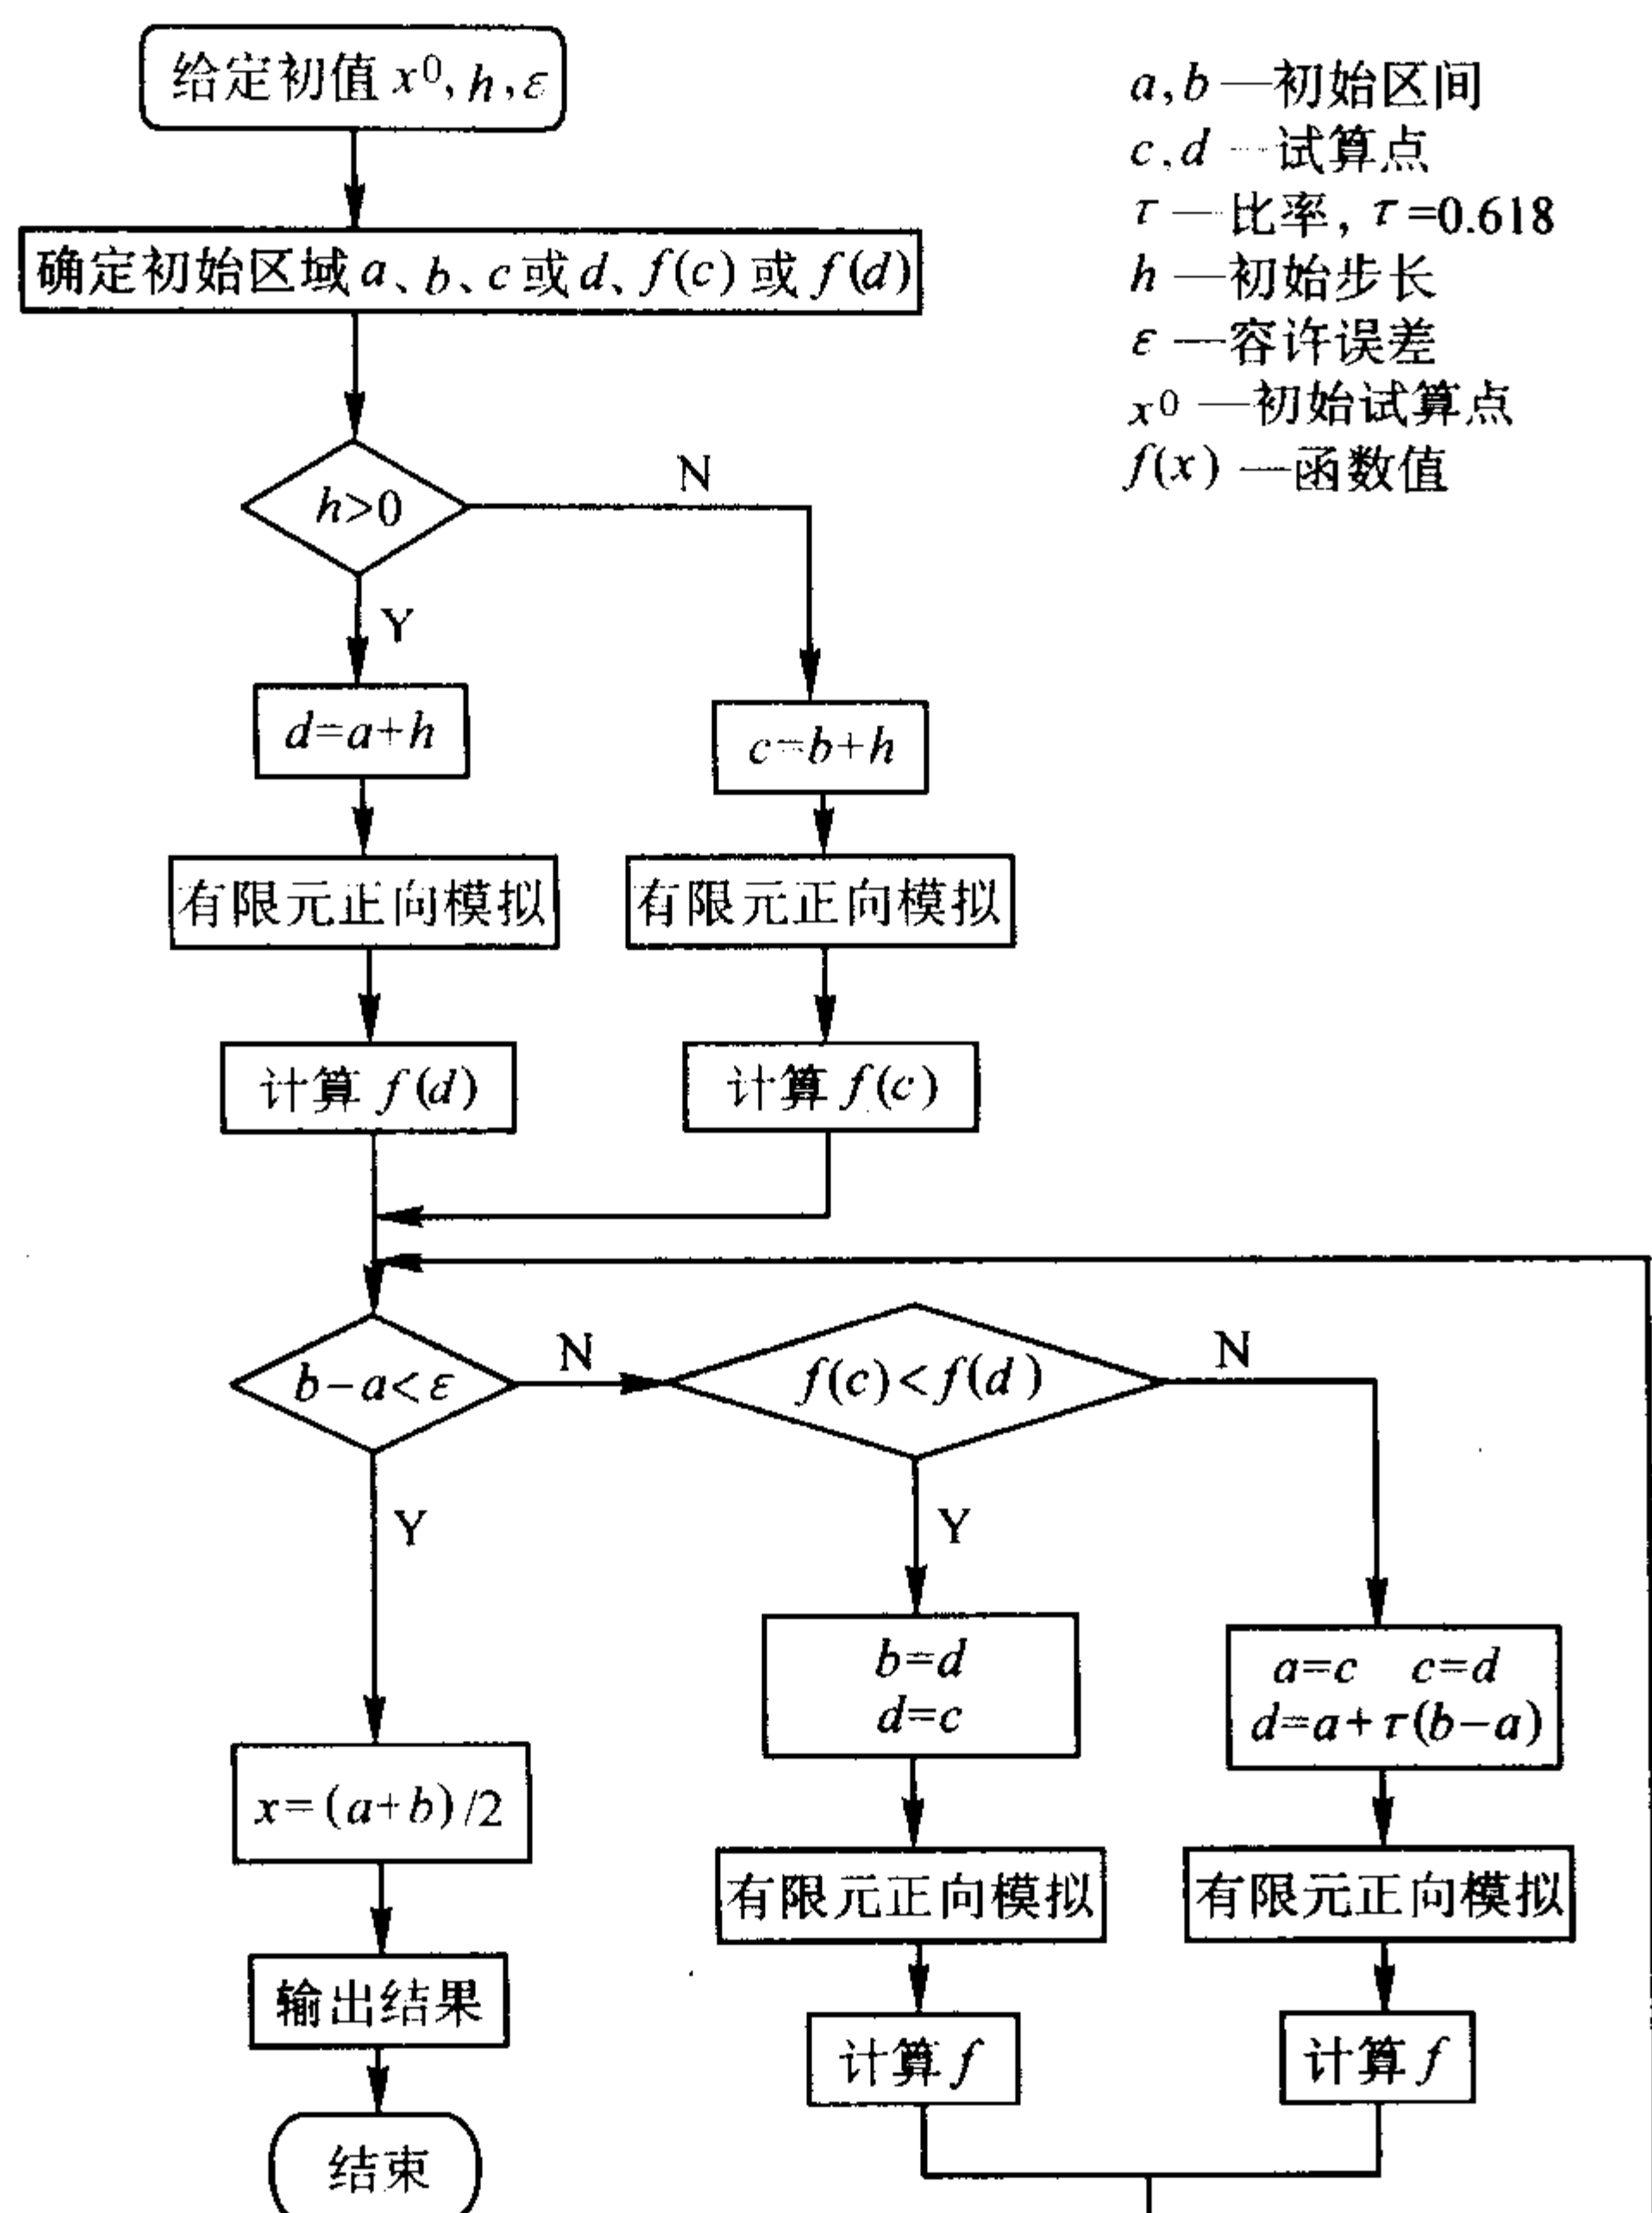 给定初值 x⁰, h, ε
确定初始区域 a、b、c或d、f(c) 或 f(d)
a, b —初始区间
c, d —试算点
τ —比率, τ=0.618
h —初始步长
ε —容许误差
x⁰ —初始试算点
f(x) —函数值
h>0
N
Y
d=a+h
c=b+h
有限元正向模拟
有限元正向模拟
计算 f(d)
计算 f(c)
b-a<ε
N
f(c)<f(d)
N
Y
Y
b=d
d=c
a=c c=d
d=a+τ(b-a)
x=(a+b)/2
有限元正向模拟
有限元正向模拟
输出结果
计算 f
计算 f
结束